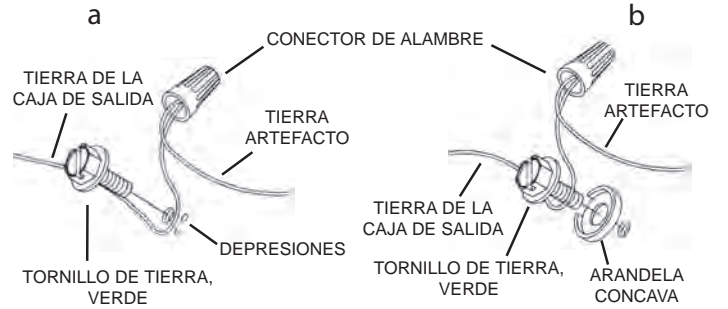 a
b
CONECTOR DE ALAMBRE
TIERRA DE LA
CAJA DE SALIDA
TIERRA
ARTEFACTO
DEPRESIONES
TORNILLO DE TIERRA,
VERDE
TIERRA
ARTEFACTO
TIERRA DE LA
CAJA DE SALIDA
TORNILLO DE TIERRA,
VERDE
ARANDELA
CONCAVA